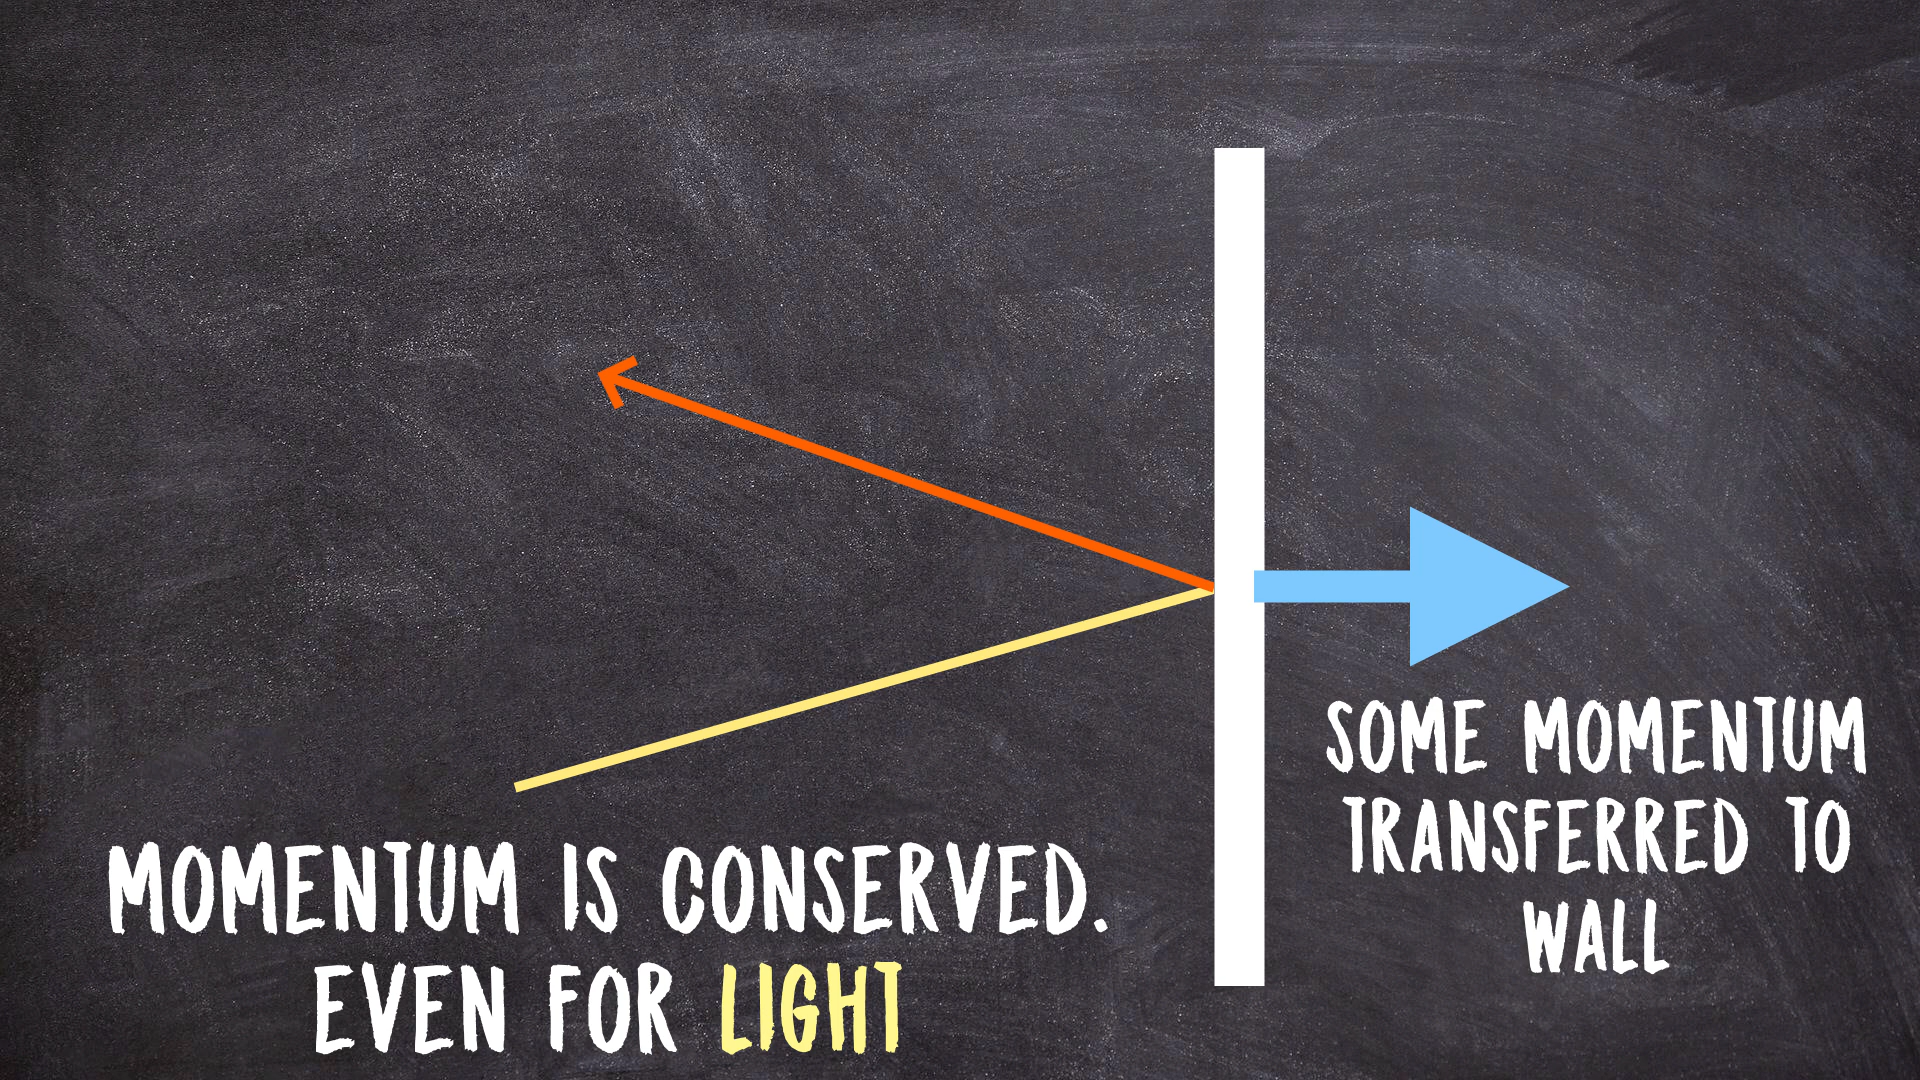 SOME MOMENTUM
TRANSFERRED TO
WALL
MOMENTUM IS CONSERVED.
EVEN FOR LIGHT